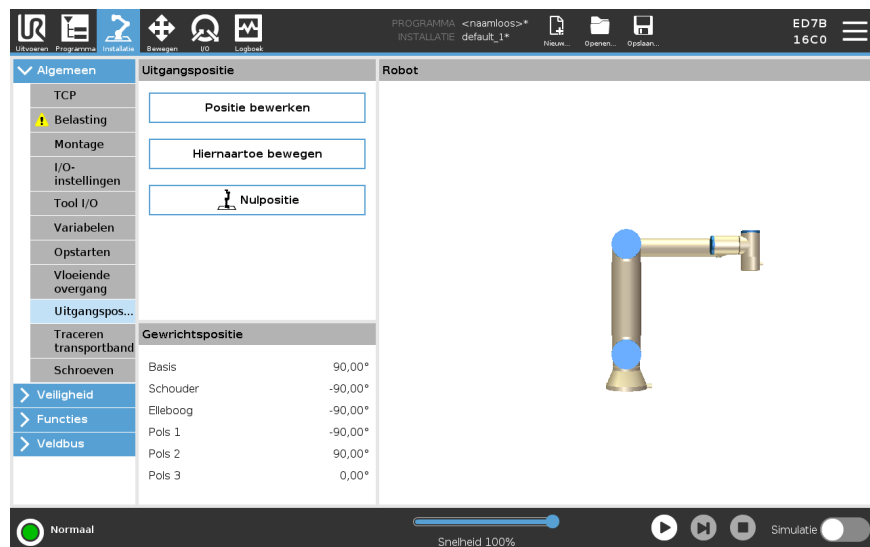 UR
Uitvoeren
Programma
Installatie
Bewegen
I/O
Logboek
PROGRAMMA <naamloos>*
INSTALLATIE default_1*
Nieuw...
Openen...
Opslaan...
ED7B
16C0
Algemeen
TCP
Belasting
Montage
I/O-
instellingen
Tool I/O
Variabelen
Opstarten
Vloeiende
overgang
Uitgangspos...
Traceren
transportband
Schroeven
Veiligheid
Functies
Veldbus
Uitgangspositie
Positie bewerken
Hiernaartoe bewegen
Nulpositie
Gewrichtspositie
Basis 90,00°
Schouder -90,00°
Elleboog -90,00°
Pols 1 -90,00°
Pols 2 90,00°
Pols 3 0,00°
Robot
Normaal
Snelheid 100%
Simulatie